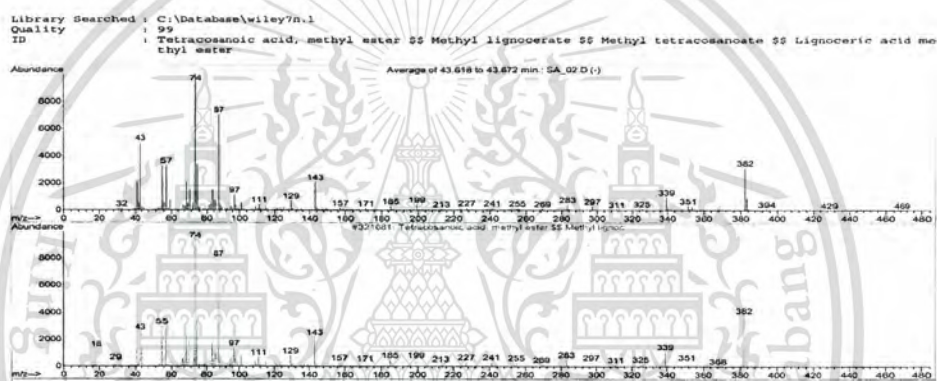 Library Searched : C:\Database\wiley7n.l
Quality : 99
ID : Tetracosanoic acid, methyl ester $$ Methyl lignocerate $$ Methyl tetracosanoate $$ Lignoceric acid me
thyl ester
Abundance
Average of 43.618 to 43.672 min.: SA_02.D (-)
8000
6000
4000
2000
0
32 43 57 74 87 97 111 129 143 157 171 185 199 213 227 241 255 269 283 297 311 325 339 351 382 394 429 469
m/z-->
0 20 40 60 80 100 120 140 160 180 200 220 240 260 280 300 320 340 360 380 400 420 440 460 480
Abundance
#321081: Tetracosanoic acid, methyl ester $$ Methyl lignoc
8000
6000
4000
2000
0
18 29 43 55 74 87 97 111 129 143 157 171 185 199 213 227 241 255 269 283 297 311 325 339 351 368 382
m/z-->
0 20 40 60 80 100 120 140 160 180 200 220 240 260 280 300 320 340 360 380 400 420 440 460 480